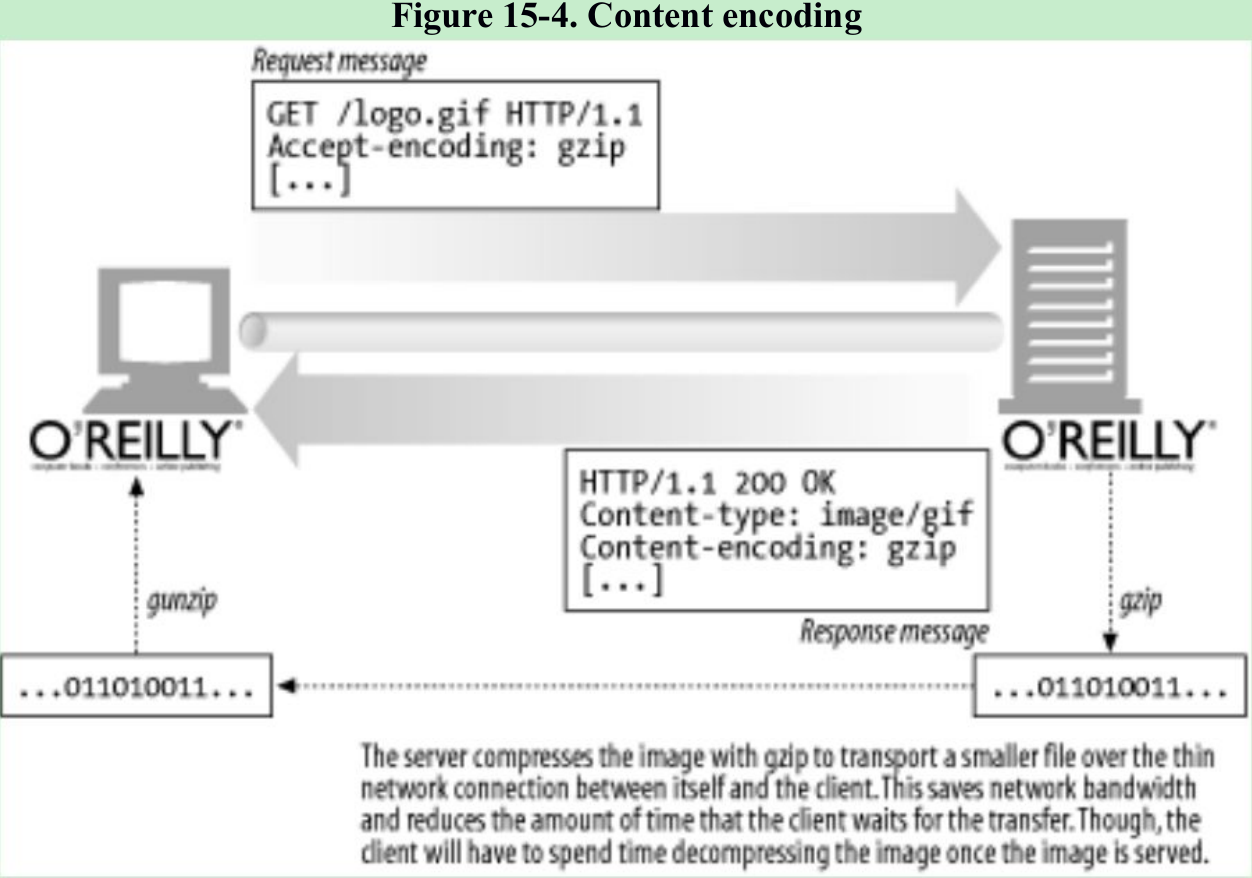 Figure 15-4. Content encoding
Request message
GET /logo.gif HTTP/1.1
Accept-encoding: gzip
[...]
O'REILLY®
O'REILLY®
HTTP/1.1 200 OK
Content-type: image/gif
Content-encoding: gzip
[...]
Response message
gunzip
gzip
...011010011...
...011010011...
The server compresses the image with gzip to transport a smaller file over the thin
network connection between itself and the client.This saves network bandwidth
and reduces the amount of time that the client waits for the transfer.Though, the
client will have to spend time decompressing the image once the image is served.